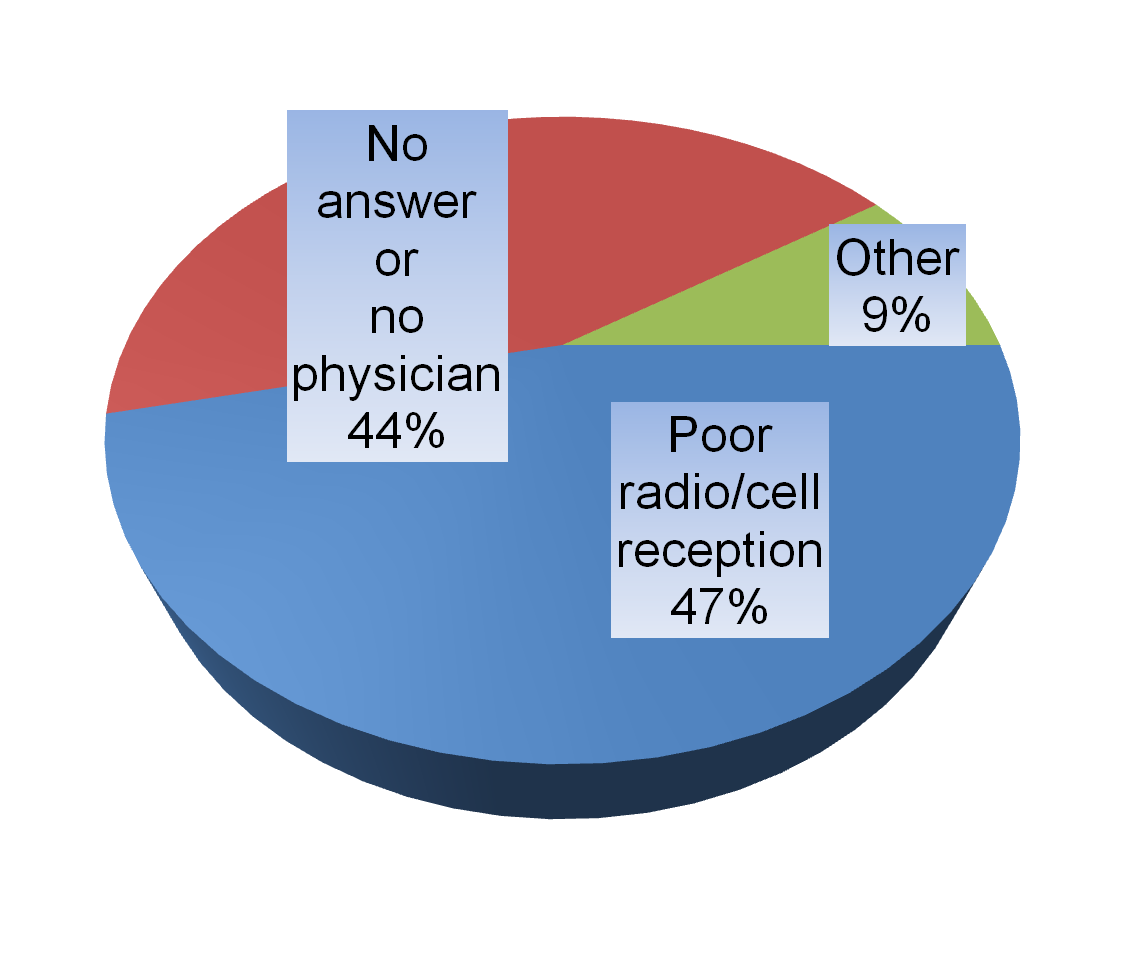 No
answer
or
no
physician
44%
Other
9%
Poor
radio/cell
reception
47%